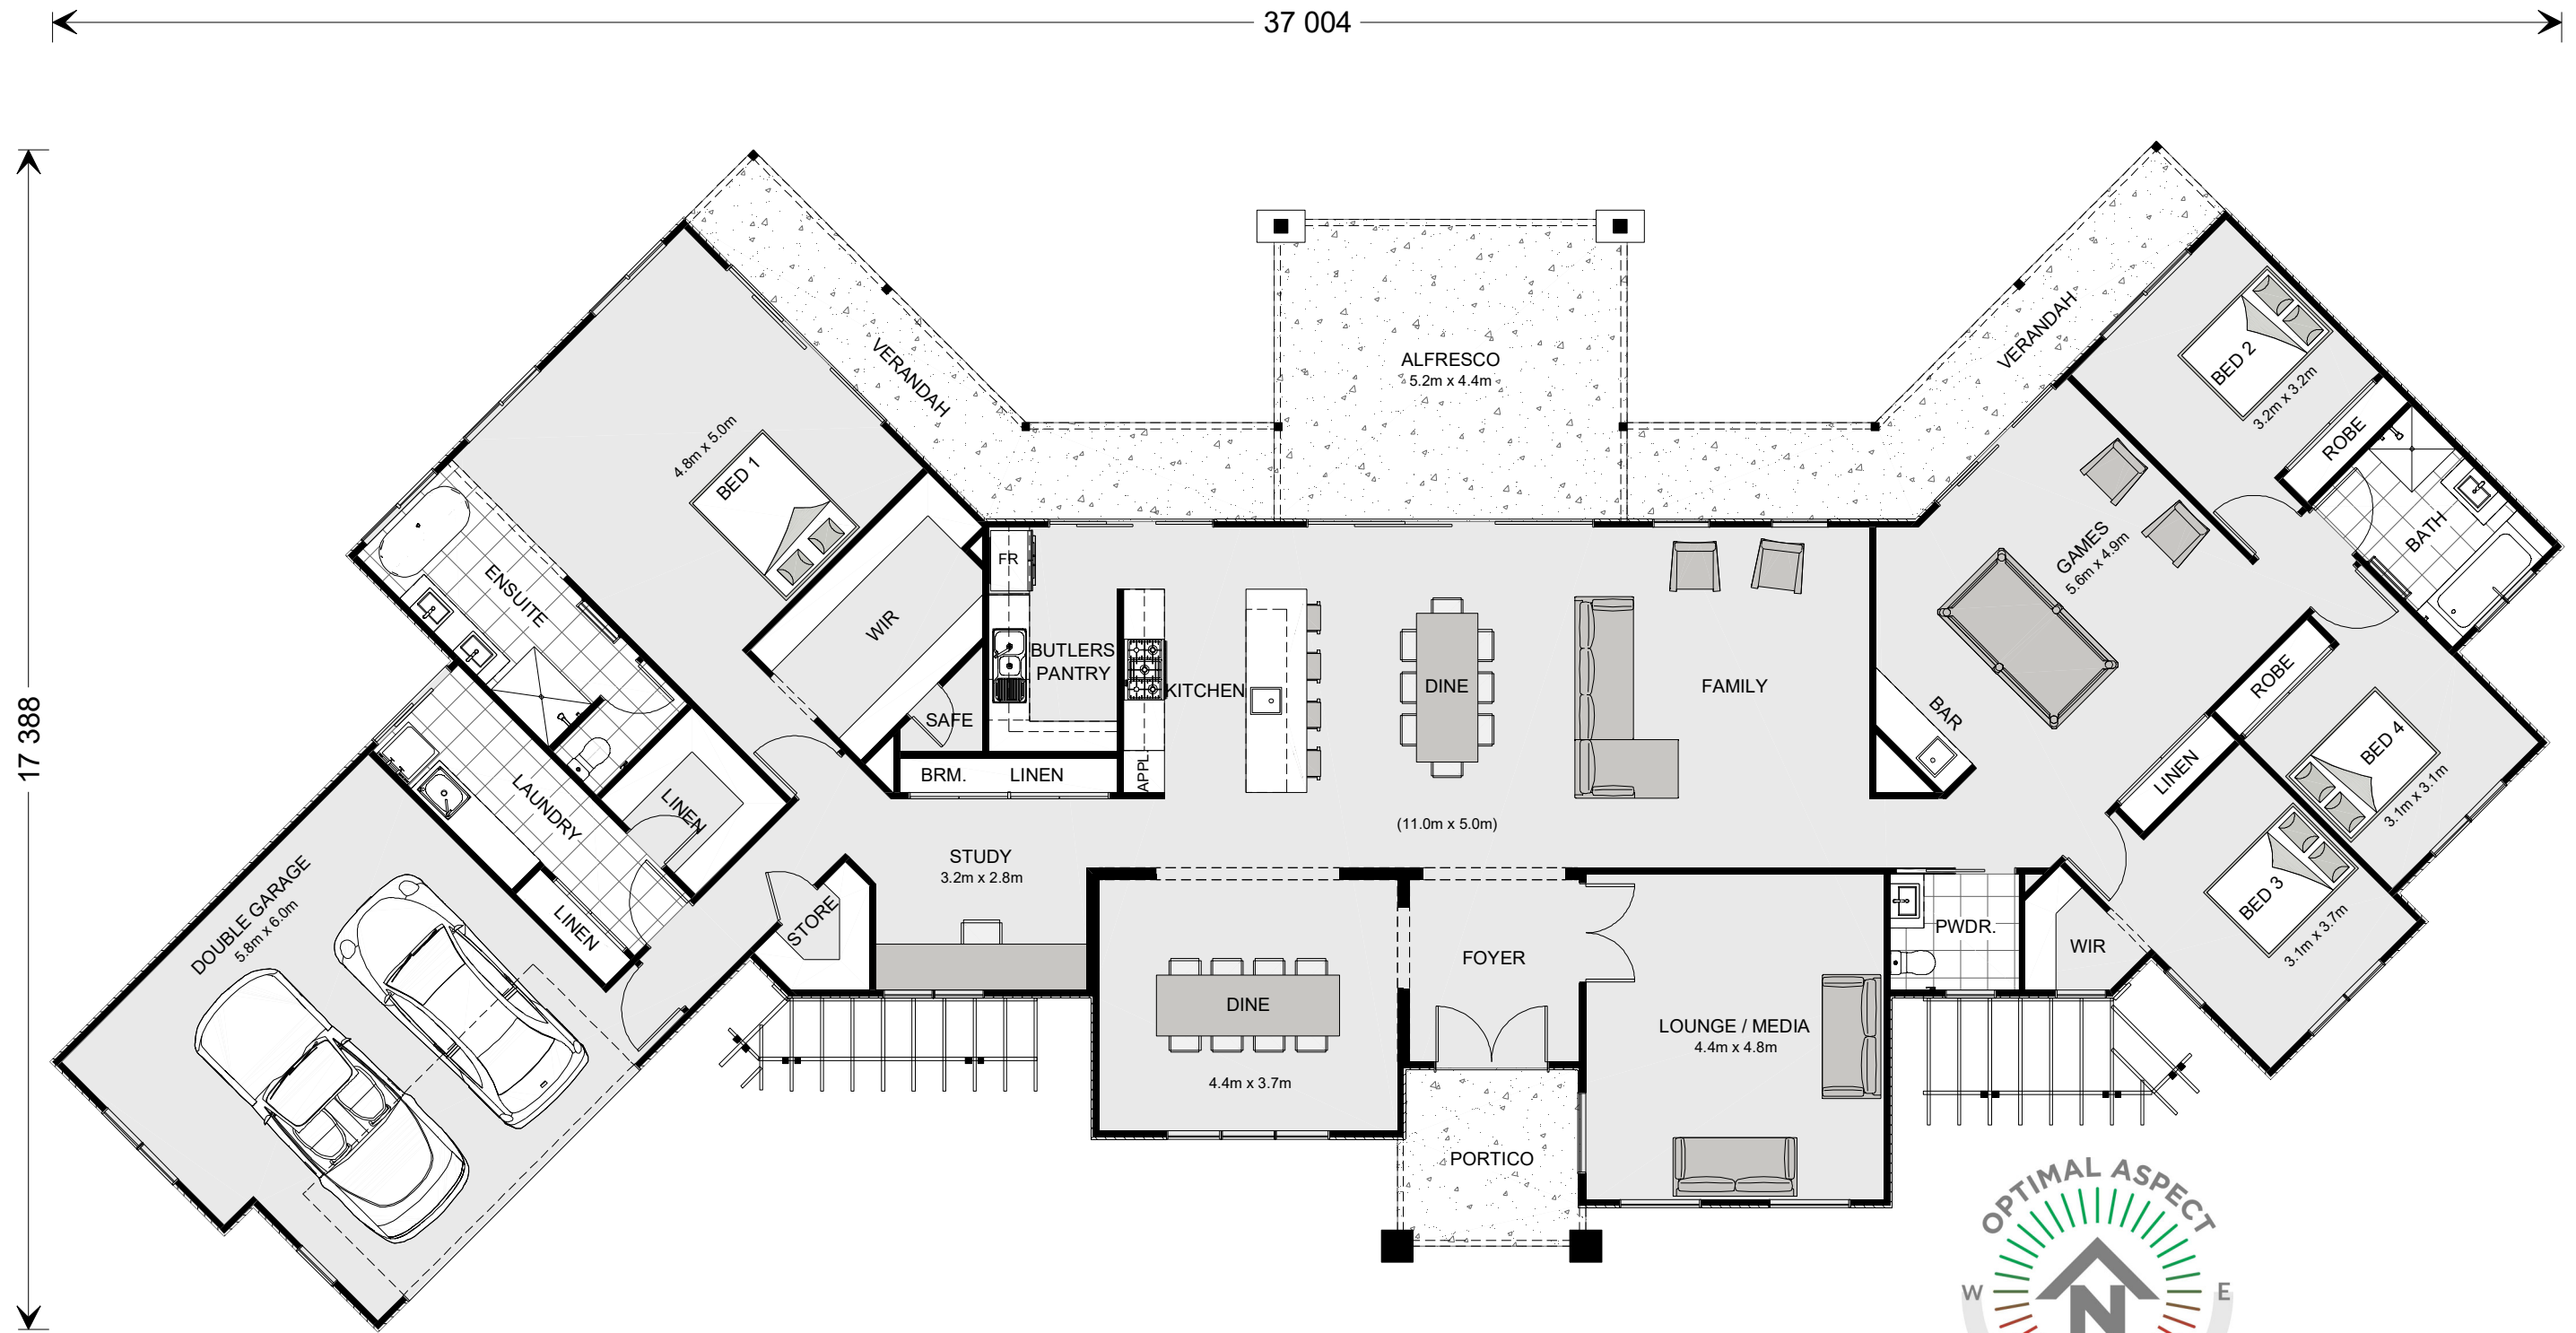 37 004
17 388
VERANDAH
ALFRESCO
5.2m x 4.4m
VERANDAH
BED 2
3.2m x 3.2m
ROBE
BATH
4.8m x 5.0m
BED 1
ENSUITE
WIR
FR
BUTLERS
PANTRY
KITCHEN
DINE
FAMILY
GAMES
5.6m x 4.9m
BAR
ROBE
BED 4
3.1m x 3.1m
LINEN
SAFE
BRM. LINEN
APPL
LINEN
LAUNDRY
LINEN
DOUBLE GARAGE
5.8m x 6.0m
STORE
STUDY
3.2m x 2.8m
(11.0m x 5.0m)
DINE
4.4m x 3.7m
FOYER
LOUNGE / MEDIA
4.4m x 4.8m
PWDR.
WIR
BED 3
3.1m x 3.7m
PORTICO
OPTIMAL ASPECT
W
N
E